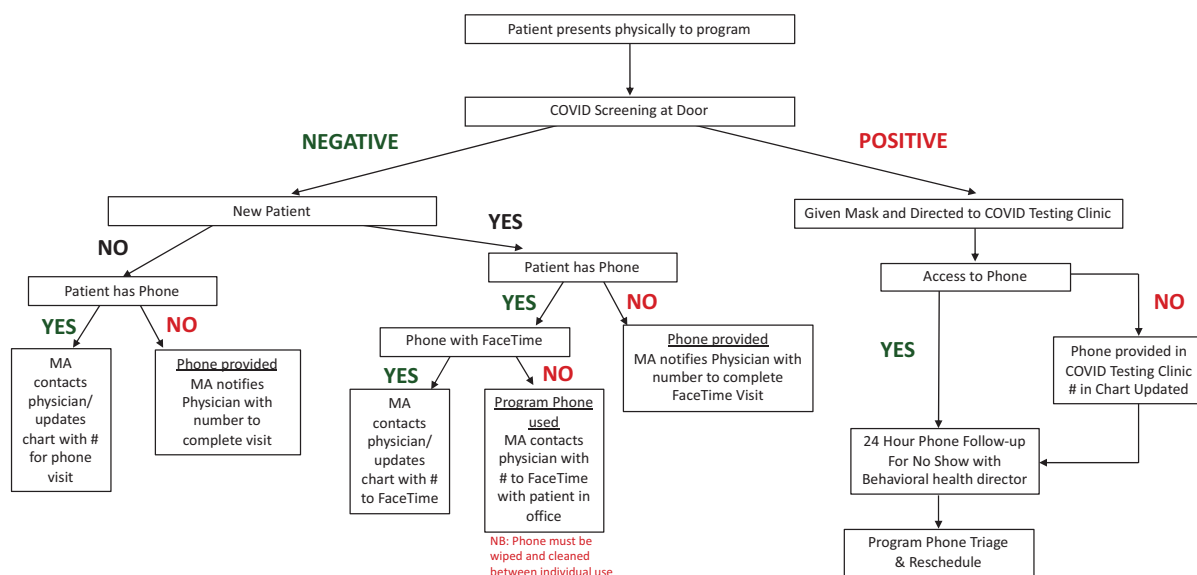 Patient presents physically to program
COVID Screening at Door
NEGATIVE
POSITIVE
New Patient
Given Mask and Directed to COVID Testing Clinic
NO
YES
Patient has Phone
Patient has Phone
Access to Phone
YES
NO
YES
NO
YES
NO
MA
contacts
physician/
updates
chart with #
for phone
visit
Phone provided
MA notifies
Physician with
number to
complete visit
Phone with FaceTime
Phone provided
MA notifies Physician with
number to complete
FaceTime Visit
Phone provided in
COVID Testing Clinic
# in Chart Updated
YES
NO
MA
contacts
physician/
updates
chart with #
to FaceTime
Program Phone
used
MA contacts
physician with
# to FaceTime
with patient in
office
NB: Phone must be
wiped and cleaned
between individual use
24 Hour Phone Follow-up
For No Show with
Behavioral health director
Program Phone Triage
& Reschedule